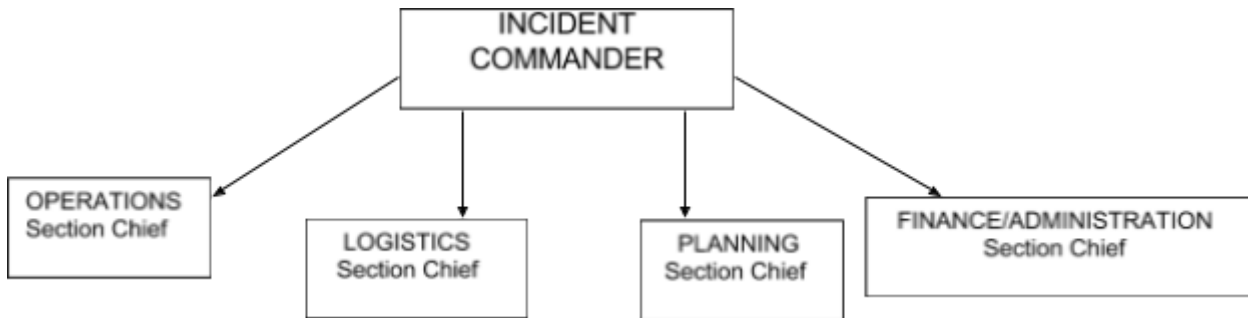 INCIDENT
COMMANDER
OPERATIONS
Section Chief
LOGISTICS
Section Chief
PLANNING
Section Chief
FINANCE/ADMINISTRATION
Section Chief